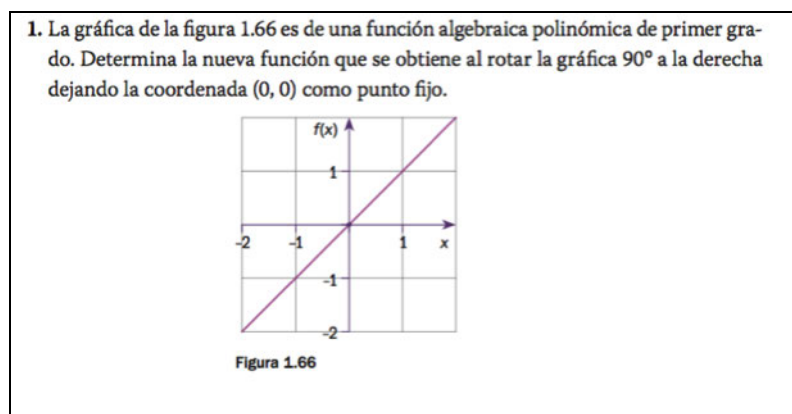 1. La gráfica de la figura 1.66 es de una función algebraica polinómica de primer gra-
do. Determina la nueva función que se obtiene al rotar la gráfica 90° a la derecha
dejando la coordenada (0, 0) como punto fijo.
f(x)
1
-2 -1 1 x
-1
-2
Figura 1.66